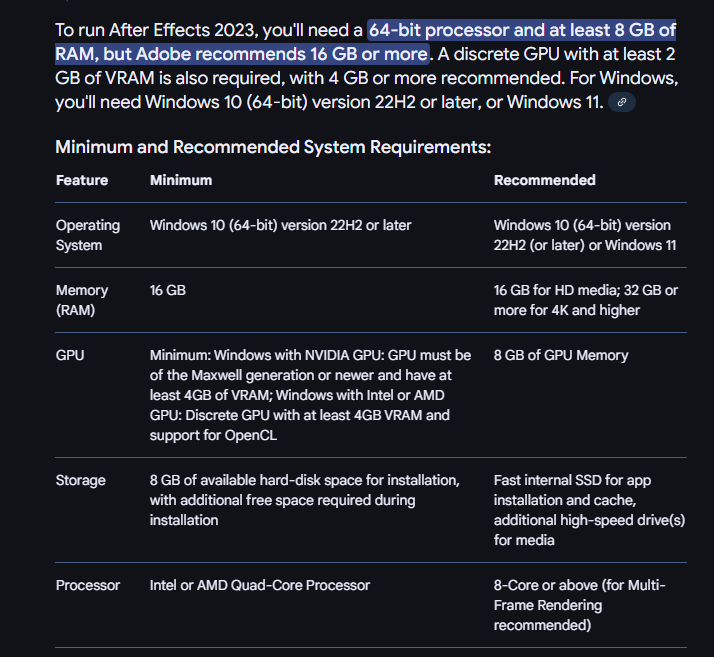 To run After Effects 2023, you'll need a 64-bit processor and at least 8 GB of
RAM, but Adobe recommends 16 GB or more. A discrete GPU with at least 2
GB of VRAM is also required, with 4 GB or more recommended. For Windows,
you'll need Windows 10 (64-bit) version 22H2 or later, or Windows 11.
Minimum and Recommended System Requirements:
Feature Minimum Recommended
Operating System
Windows 10 (64-bit) version 22H2 or later
Windows 10 (64-bit) version
22H2 (or later) or Windows 11
Memory
(RAM)
16 GB
16 GB for HD media; 32 GB or
more for 4K and higher
GPU
Minimum: Windows with NVIDIA GPU: GPU must be
of the Maxwell generation or newer and have at
least 4GB of VRAM; Windows with Intel or AMD
GPU: Discrete GPU with at least 4GB VRAM and
support for OpenCL
8 GB of GPU Memory
Storage
8 GB of available hard-disk space for installation,
with additional free space required during
installation
Fast internal SSD for app
installation and cache,
additional high-speed drive(s)
for media
Processor
Intel or AMD Quad-Core Processor
8-Core or above (for Multi-
Frame Rendering
recommended)